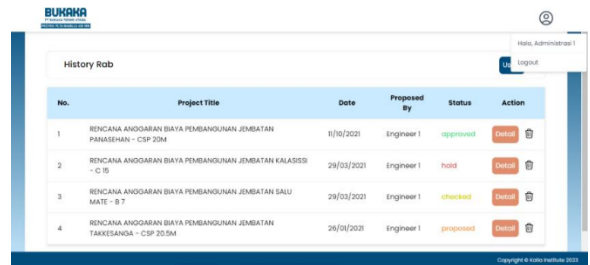 BUKAKA
Halo, Administrasi 1
History Rab
Us
Logout
No. Project Title Date Proposed By Status Action
1 RENCANA ANGGARAN BIAYA PEMBANGUNAN JEMBATAN
PANASEHAN - CSP 20M 11/10/2021 Engineer 1 approved Detail
2 RENCANA ANGGARAN BIAYA PEMBANGUNAN JEMBATAN KALASISSI
- C 15 29/03/2021 Engineer 1 hold Detail
3 RENCANA ANGGARAN BIAYA PEMBANGUNAN JEMBATAN SALU
MATE - B 7 29/03/2021 Engineer 1 checked Detail
4 RENCANA ANGGARAN BIAYA PEMBANGUNAN JEMBATAN
TAKKESANGA - CSP 20.5M 26/01/2021 Engineer 1 proposed Detail
Copyright © Kalla Institute 2023